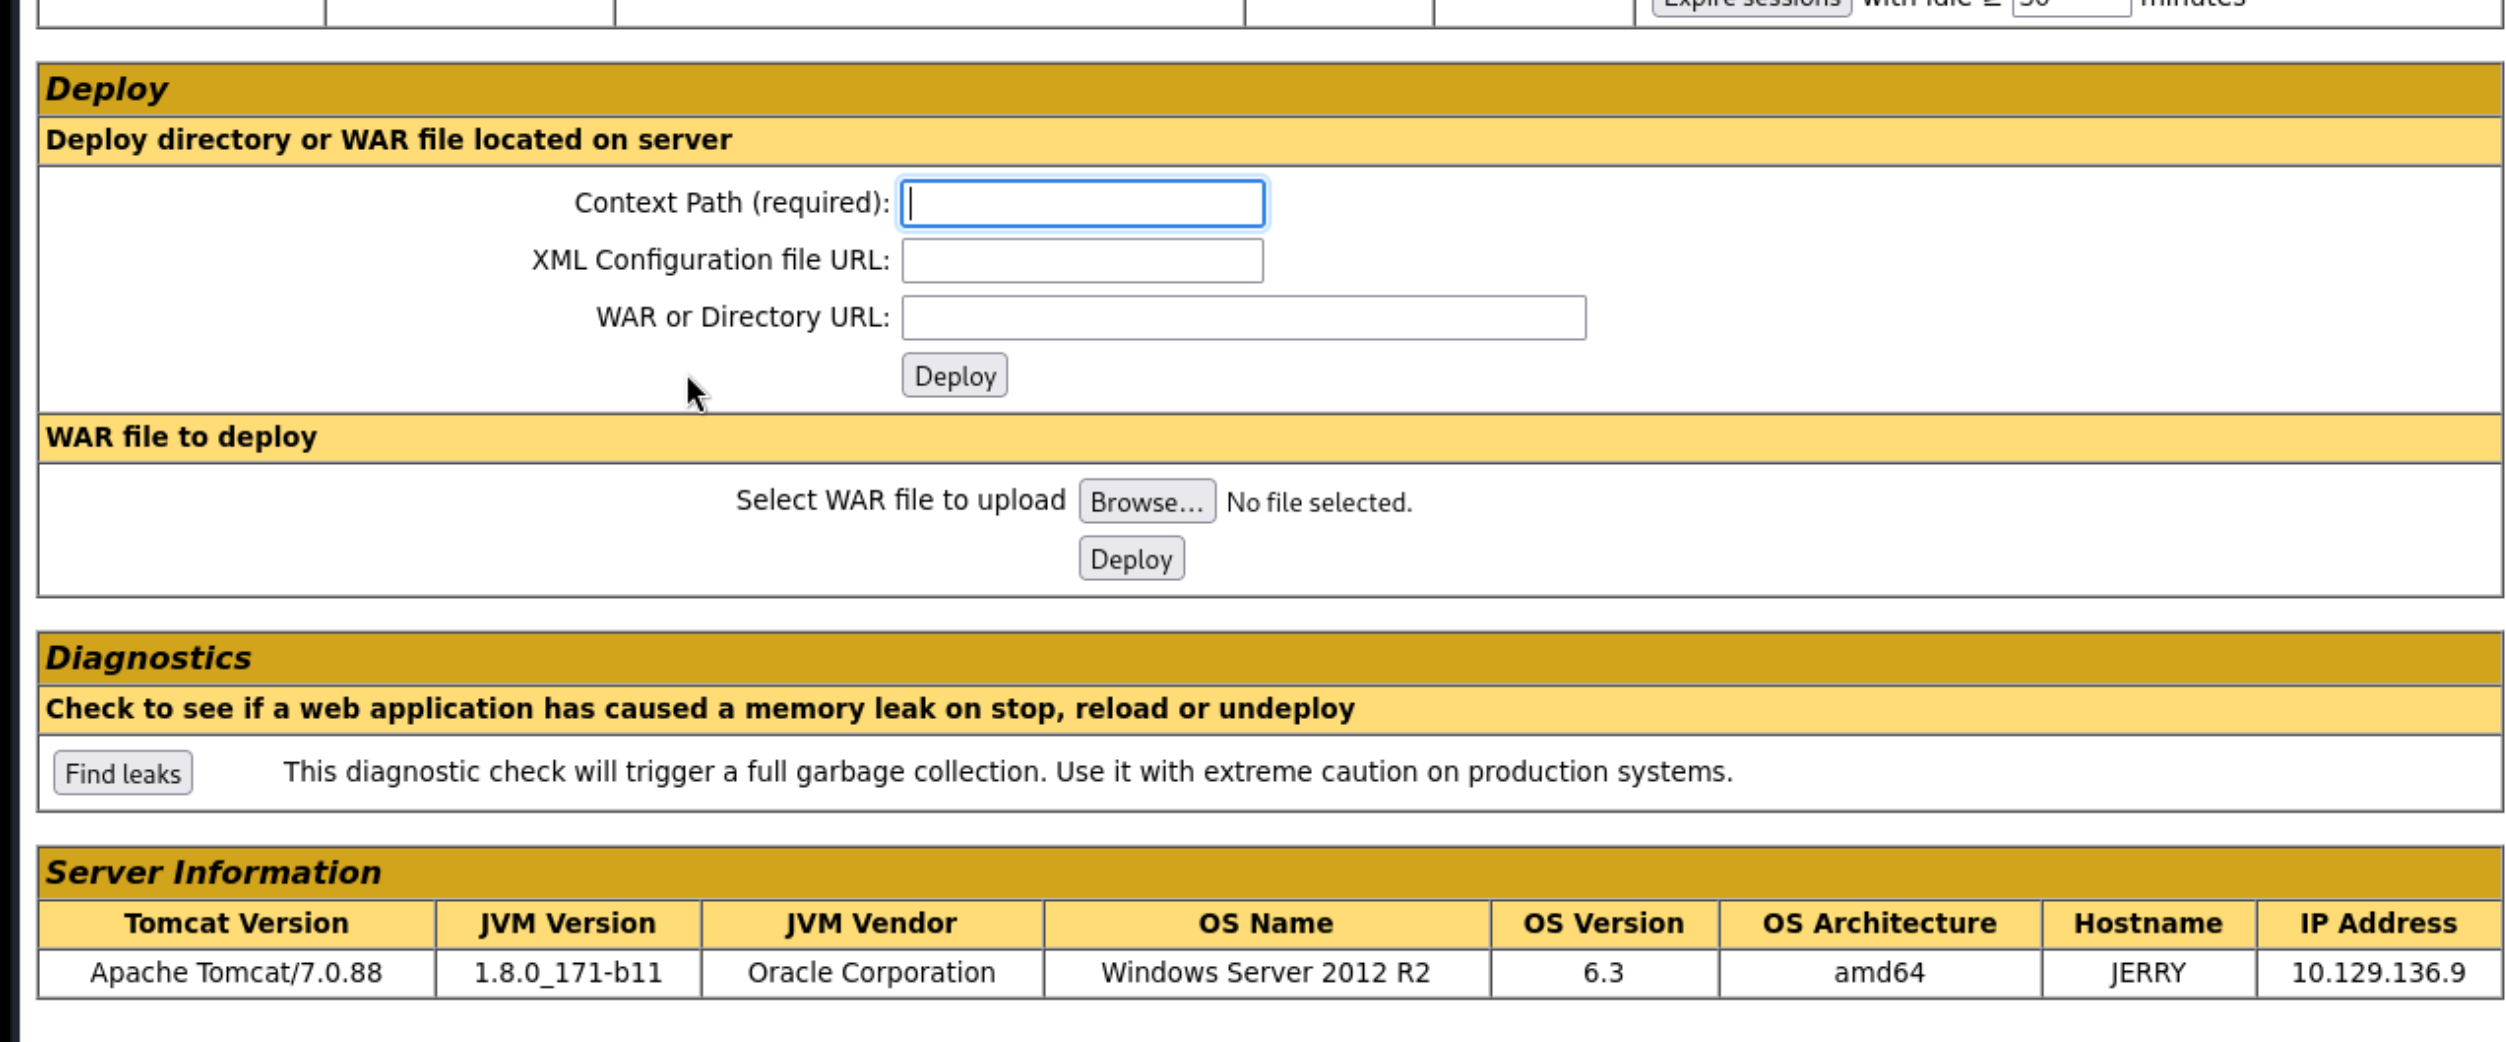 Expire sessions with idle ≥ 30 minutes
Deploy
Deploy directory or WAR file located on server
Context Path (required):
XML Configuration file URL:
WAR or Directory URL:
Deploy
WAR file to deploy
Select WAR file to upload Browse... No file selected.
Deploy
Diagnostics
Check to see if a web application has caused a memory leak on stop, reload or undeploy
Find leaks This diagnostic check will trigger a full garbage collection. Use it with extreme caution on production systems.
Server Information
Tomcat Version JVM Version JVM Vendor OS Name OS Version OS Architecture Hostname IP Address
Apache Tomcat/7.0.88 1.8.0_171-b11 Oracle Corporation Windows Server 2012 R2 6.3 amd64 JERRY 10.129.136.9